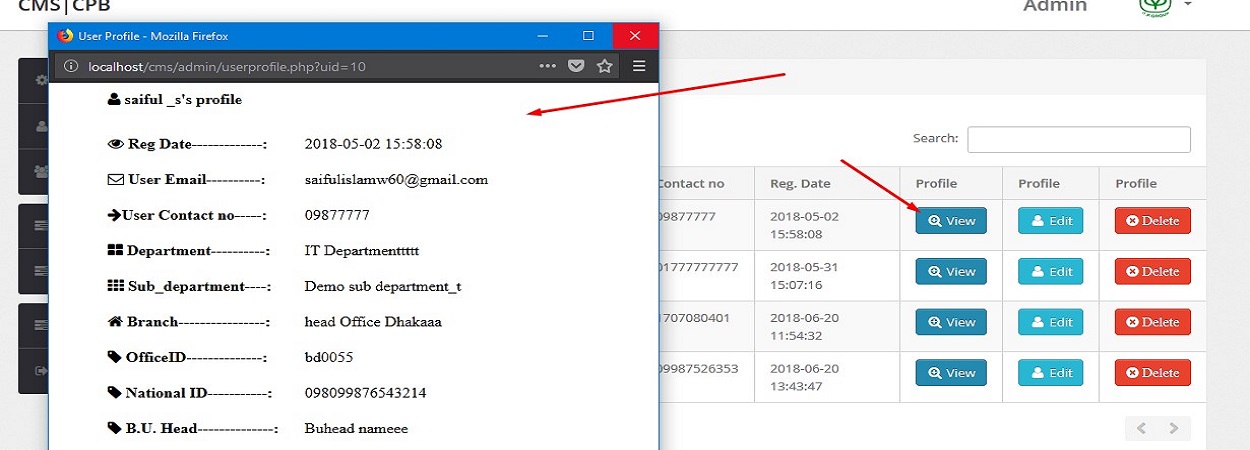 CMS|CPB
Admin
User Profile - Mozilla Firefox
localhost/cms/admin/userprofile.php?uid=10
saiful _s's profile
Reg Date-------------: 2018-05-02 15:58:08
User Email----------: saifulislamw60@gmail.com
User Contact no-----: 09877777
Department----------: IT Departmenttttt
Sub_department----: Demo sub department_t
Branch----------------: head Office Dhakaaa
OfficeID--------------: bd0055
National ID-----------: 098099876543214
B.U. Head--------------: Buhead nameee
Search:
Contact no Reg. Date Profile Profile Profile
09877777 2018-05-02 15:58:08 View Edit Delete
01777777777 2018-05-31 15:07:16 View Edit Delete
1707080401 2018-06-20 11:54:32 View Edit Delete
09987526353 2018-06-20 13:43:47 View Edit Delete